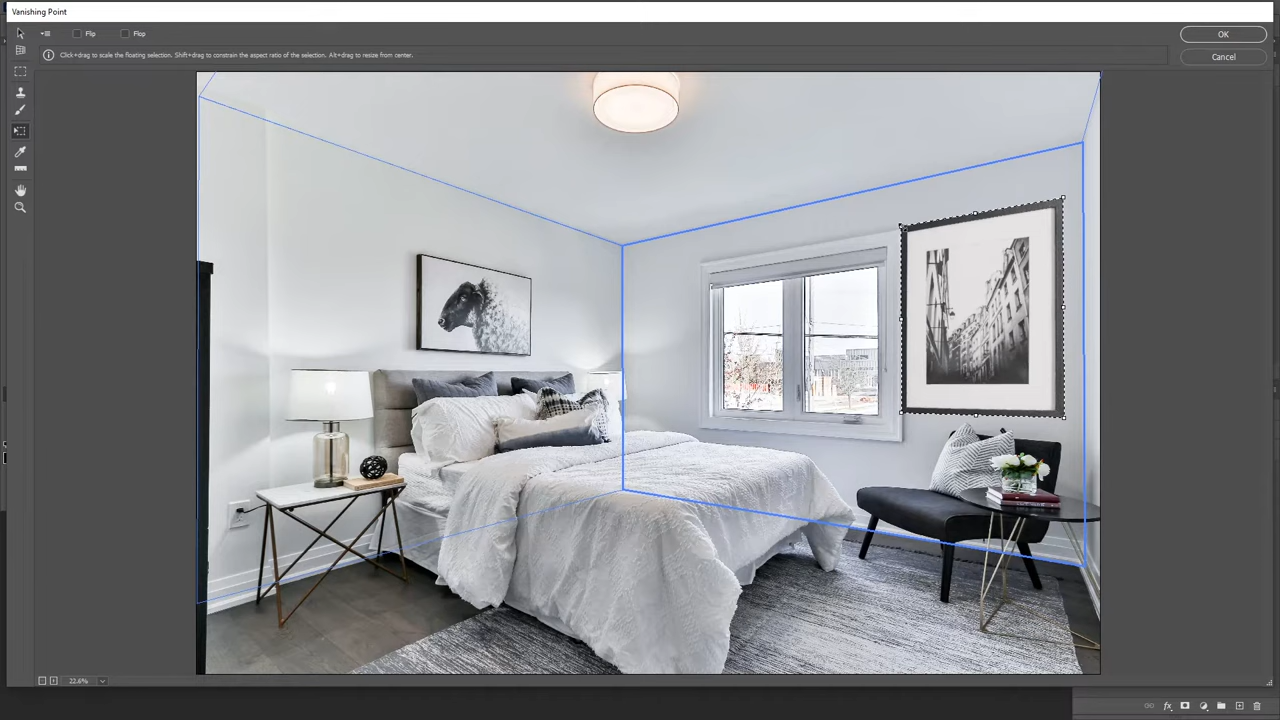 Vanishing Point
Flip
Flop
OK
Click+drag to scale the floating selection. Shift+drag to constrain the aspect ratio of the selection. Alt+drag to resize from center.
Cancel
22.6%
fx